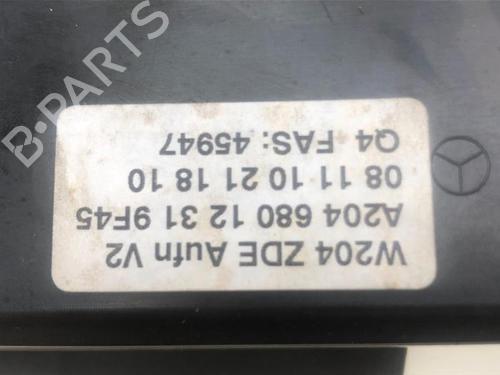 W204 ZDE Aufn V2
A204 680 12 31 9F45
08 11 10 21 18 10
Q4 FAS: 45947
B-PARTS